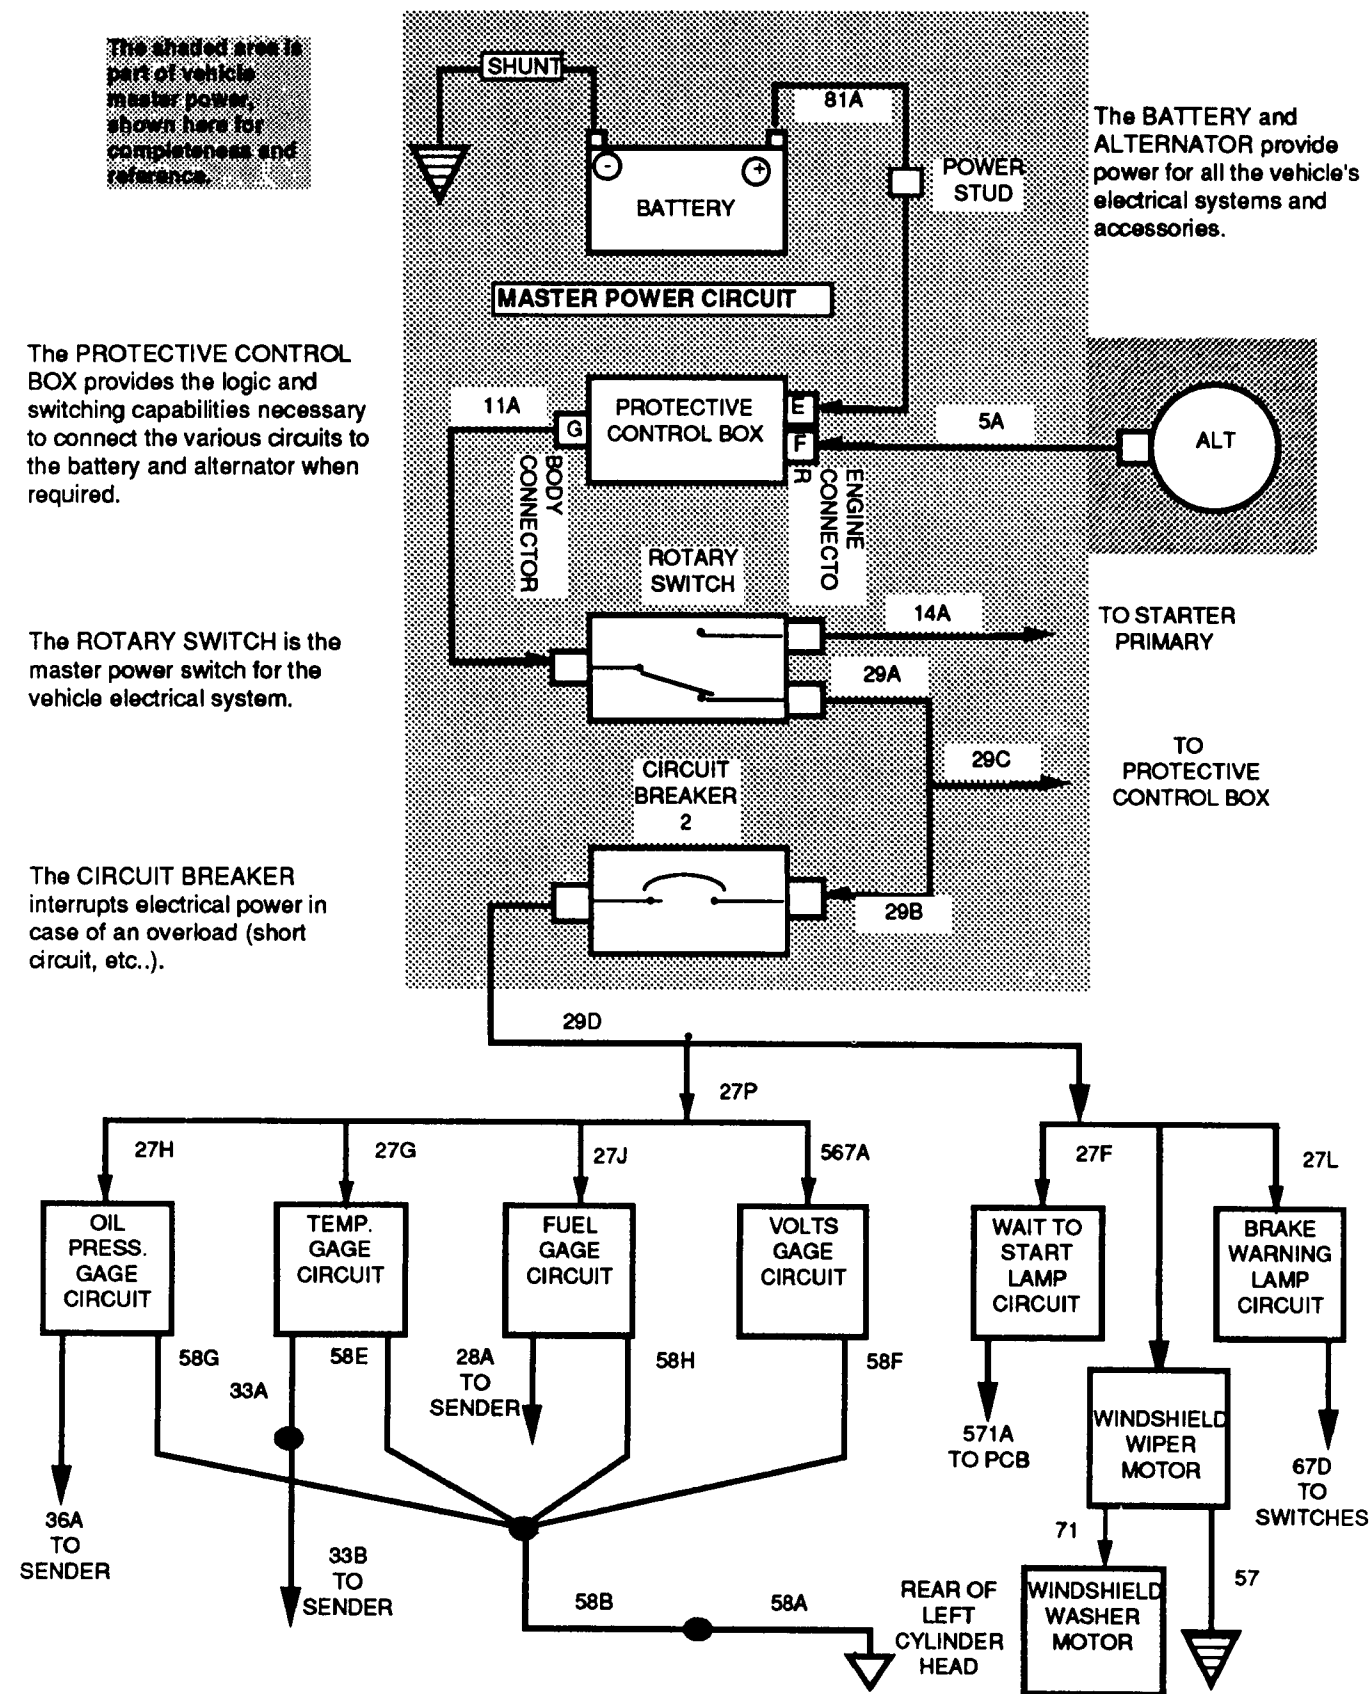 The shaded area is
part of vehicle
master power,
shown here for
completeness and
reference.
SHUNT
81A
BATTERY
-
+
POWER
STUD
The BATTERY and
ALTERNATOR provide
power for all the vehicle's
electrical systems and
accessories.
MASTER POWER CIRCUIT
The PROTECTIVE CONTROL
BOX provides the logic and
switching capabilities necessary
to connect the various circuits to
the battery and alternator when
required.
11A
G
PROTECTIVE
CONTROL BOX
E
F
5A
ALT
BODY
CONNECTOR
ENGINE
CONNECTO
R
ROTARY
SWITCH
14A
TO STARTER
PRIMARY
The ROTARY SWITCH is the
master power switch for the
vehicle electrical system.
29A
29C
TO
PROTECTIVE
CONTROL BOX
CIRCUIT
BREAKER
2
The CIRCUIT BREAKER
interrupts electrical power in
case of an overload (short
circuit, etc..).
29B
29D
27P
27H
27G
27J
567A
27F
27L
OIL
PRESS.
GAGE
CIRCUIT
TEMP.
GAGE
CIRCUIT
FUEL
GAGE
CIRCUIT
VOLTS
GAGE
CIRCUIT
WAIT TO
START
LAMP
CIRCUIT
BRAKE
WARNING
LAMP
CIRCUIT
58G
33A
58E
28A
TO
SENDER
58H
58F
571A
TO PCB
WINDSHIELD
WIPER
MOTOR
67D
TO
SWITCHES
36A
TO
SENDER
33B
TO
SENDER
58B
58A
REAR OF
LEFT
CYLINDER
HEAD
71
WINDSHIELD
WASHER
MOTOR
57